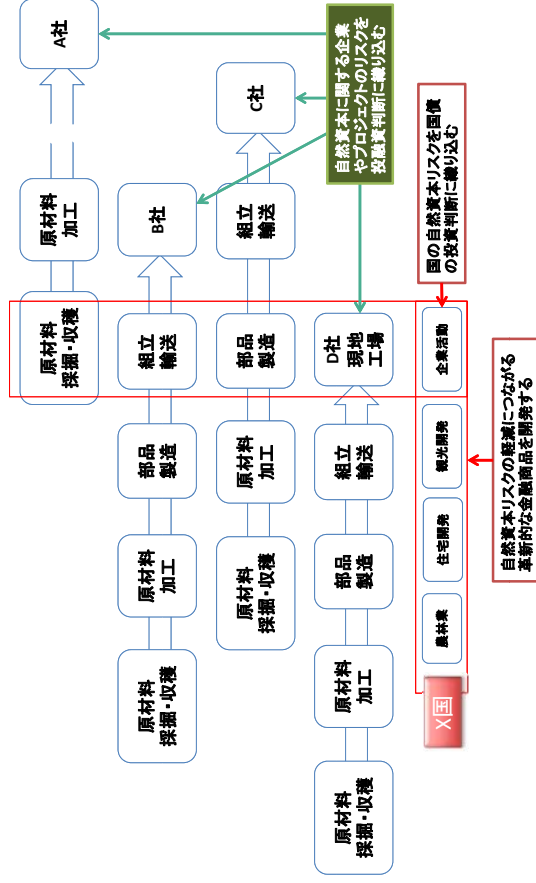 原材料
採掘・収穫
原材料
加工
A社
原材料
採掘・収穫
原材料
加工
部品
製造
組立
輸送
B社
原材料
採掘・収穫
原材料
加工
部品
製造
組立
輸送
C社
原材料
採掘・収穫
原材料
加工
部品
製造
組立
輸送
D社
現地
工場
自然資本に関する企業
やプロジェクトのリスクを
投融資判断に織り込む
X国
農林業
住宅開発
観光開発
企業活動
国の自然資本リスクを国債
の投資判断に織り込む
自然資本リスクの軽減につながる
革新的な金融商品を開発する